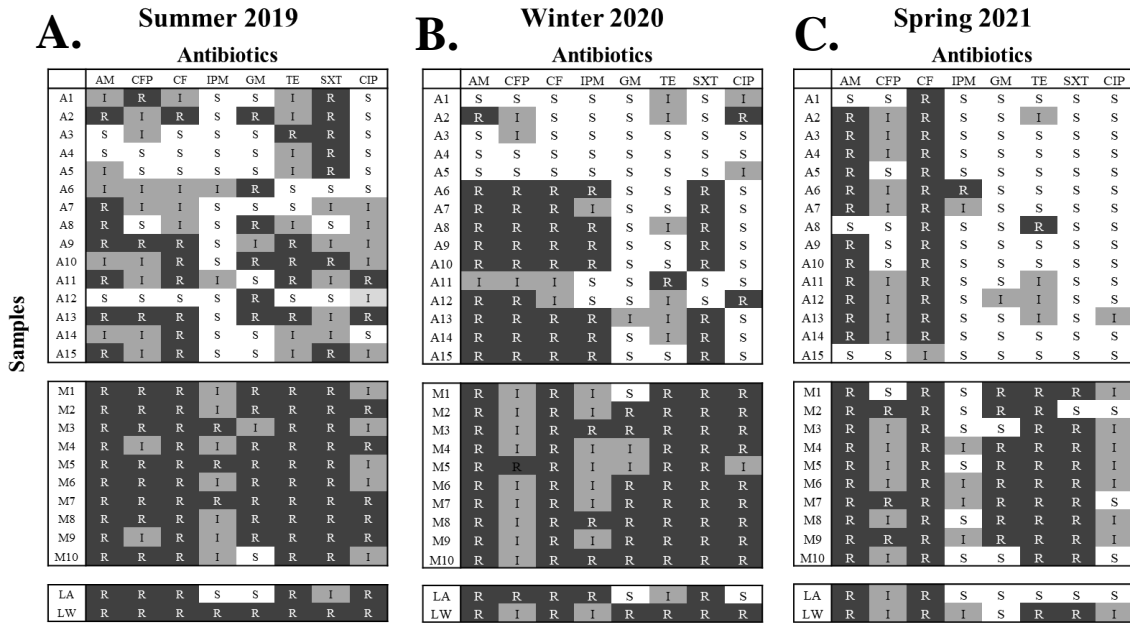 A.
Summer 2019
Antibiotics
Samples
AM CFP CF IPM GM TE SXT CIP
A1 I R I S S I R S
A2 R I R S R I R S
A3 S I S S S R R S
A4 S S S S S I R S
A5 I S S S S I R S
A6 I I I I R S S S
A7 R I I S S S I I
A8 R S I S R I S I
A9 R R R S I R I I
A10 I I R S R R R I
A11 R I R I S R I R
A12 S S S S R S S I
A13 R R R S R R I R
A14 I I R S S I I S
A15 R I R S S I R I
M1 R R R I R R R I
M2 R R R I R R R R
M3 R R R R I R R I
M4 R I R I R R R R
M5 R R R R R R R I
M6 R R R I R R R I
M7 R R R R R R R R
M8 R R R I R R R R
M9 R I R I R R R R
M10 R R R I S R R I
LA R R R S S R I R
LW R R R R R R R R
B.
Winter 2020
Antibiotics
AM CFP CF IPM GM TE SXT CIP
A1 S S S S S I S I
A2 R I S S S I S R
A3 S I S S S S S S
A4 S S S S S S S S
A5 S S S S S S S I
A6 R R R R S S R S
A7 R R R I S S R S
A8 R R R R S I R S
A9 R R R R S S R S
A10 R R R R S S R S
A11 I I I S S R S S
A12 R R I S S I S R
A13 R R R R I I R S
A14 R R R R S I R S
A15 R R R R S S R S
M1 R I R I S R R R
M2 R I R I R R R R
M3 R I R R R R R R
M4 R I R I I R R R
M5 R R R I I R R I
M6 R I R I R R R R
M7 R I R I R R R R
M8 R I R R R R R R
M9 R I R I R R R R
M10 R I R R R R R R
LA R R R R S I R S
LW R I R I R R R R
C.
Spring 2021
Antibiotics
AM CFP CF IPM GM TE SXT CIP
A1 S S R S S S S S
A2 R I R S S I S S
A3 R I R S S S S S
A4 R I R S S S S S
A5 R S R S S S S S
A6 R I R R S S S S
A7 R I R I S S S S
A8 S S R S S R S S
A9 R S R S S S S S
A10 R S R S S S S S
A11 R I R S S I S S
A12 R I R S I I S S
A13 R I R S S I S I
A14 R I R S S S S S
A15 S S I S S S S S
M1 R S R S R R R I
M2 R R R S R R S S
M3 R I R S S R R I
M4 R I R I R R R I
M5 R I R S R R R I
M6 R I R I R R R I
M7 R R R I R R R S
M8 R I R S R R R I
M9 R R R I R R R I
M10 R I R S S R R S
LA R I R S S S S S
LW R I R I S R R I